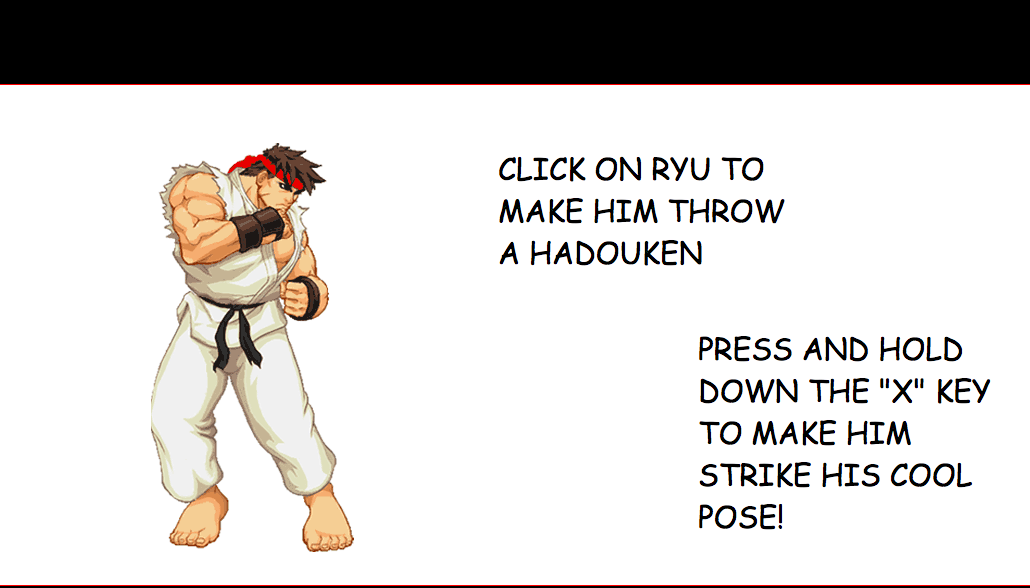 CLICK ON RYU TO
MAKE HIM THROW
A HADOUKEN
PRESS AND HOLD
DOWN THE "X" KEY
TO MAKE HIM
STRIKE HIS COOL
POSE!